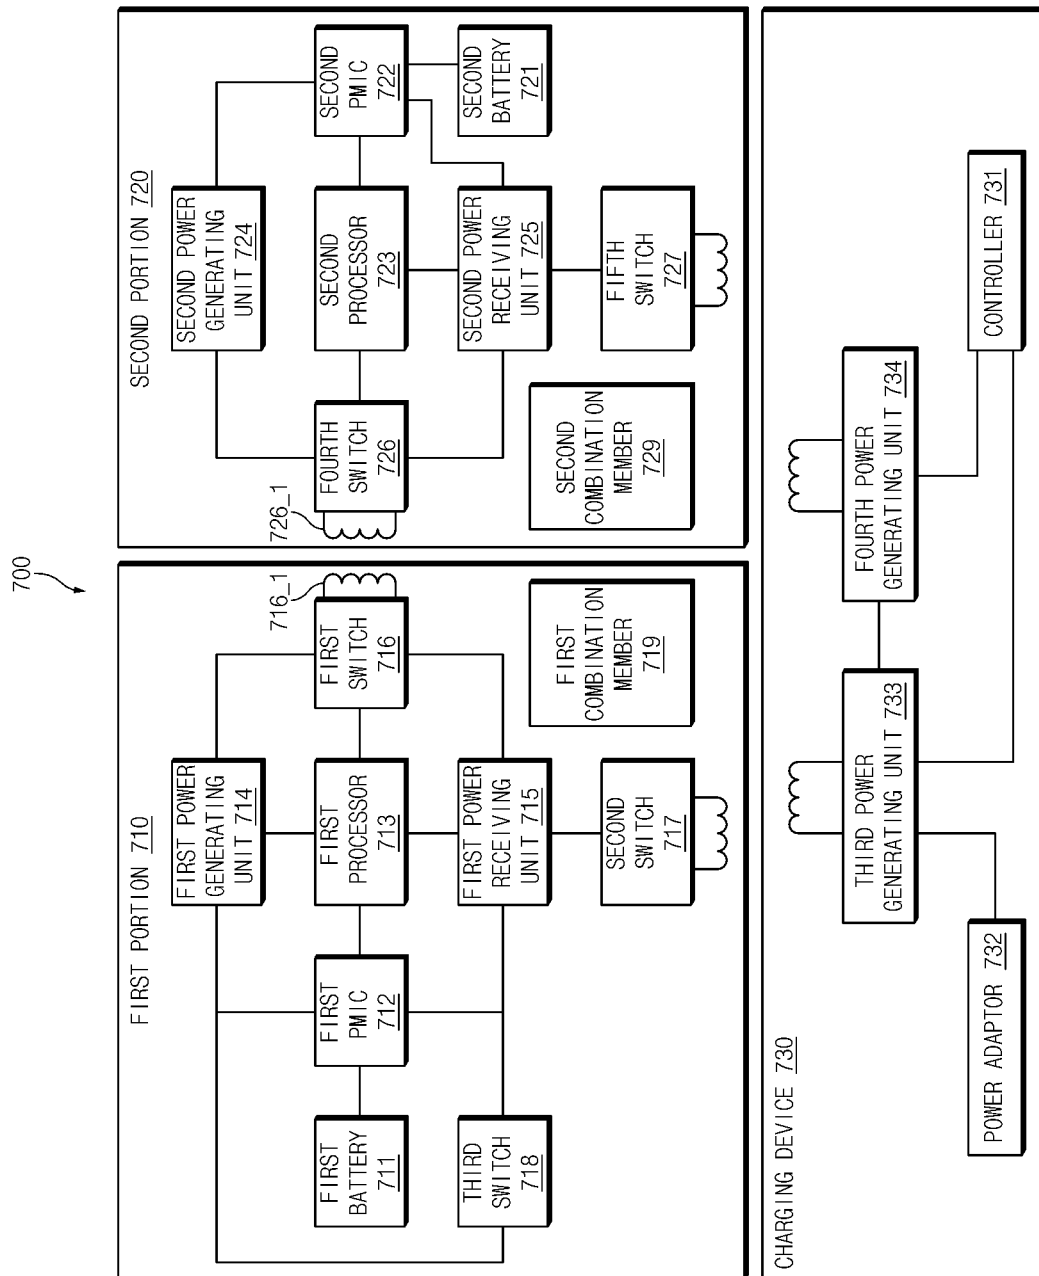 700
FIRST PORTION 710
FIRST POWER
GENERATING
UNIT 714
FIRST
BATTERY
711
FIRST
PMIC
712
FIRST
PROCESSOR
713
FIRST
SWITCH
716
716_1
THIRD
SWITCH
718
FIRST POWER
RECEIVING
UNIT 715
SECOND
SWITCH
717
FIRST
COMBINATION
MEMBER
719
SECOND PORTION 720
SECOND POWER
GENERATING
UNIT 724
726_1
FOURTH
SWITCH
726
SECOND
PROCESSOR
723
SECOND
PMIC
722
SECOND POWER
RECEIVING
UNIT 725
SECOND
BATTERY
721
SECOND
COMBINATION
MEMBER
729
FIFTH
SWITCH
727
CHARGING DEVICE 730
THIRD POWER
GENERATING UNIT 733
FOURTH POWER
GENERATING UNIT 734
POWER ADAPTOR 732
CONTROLLER 731